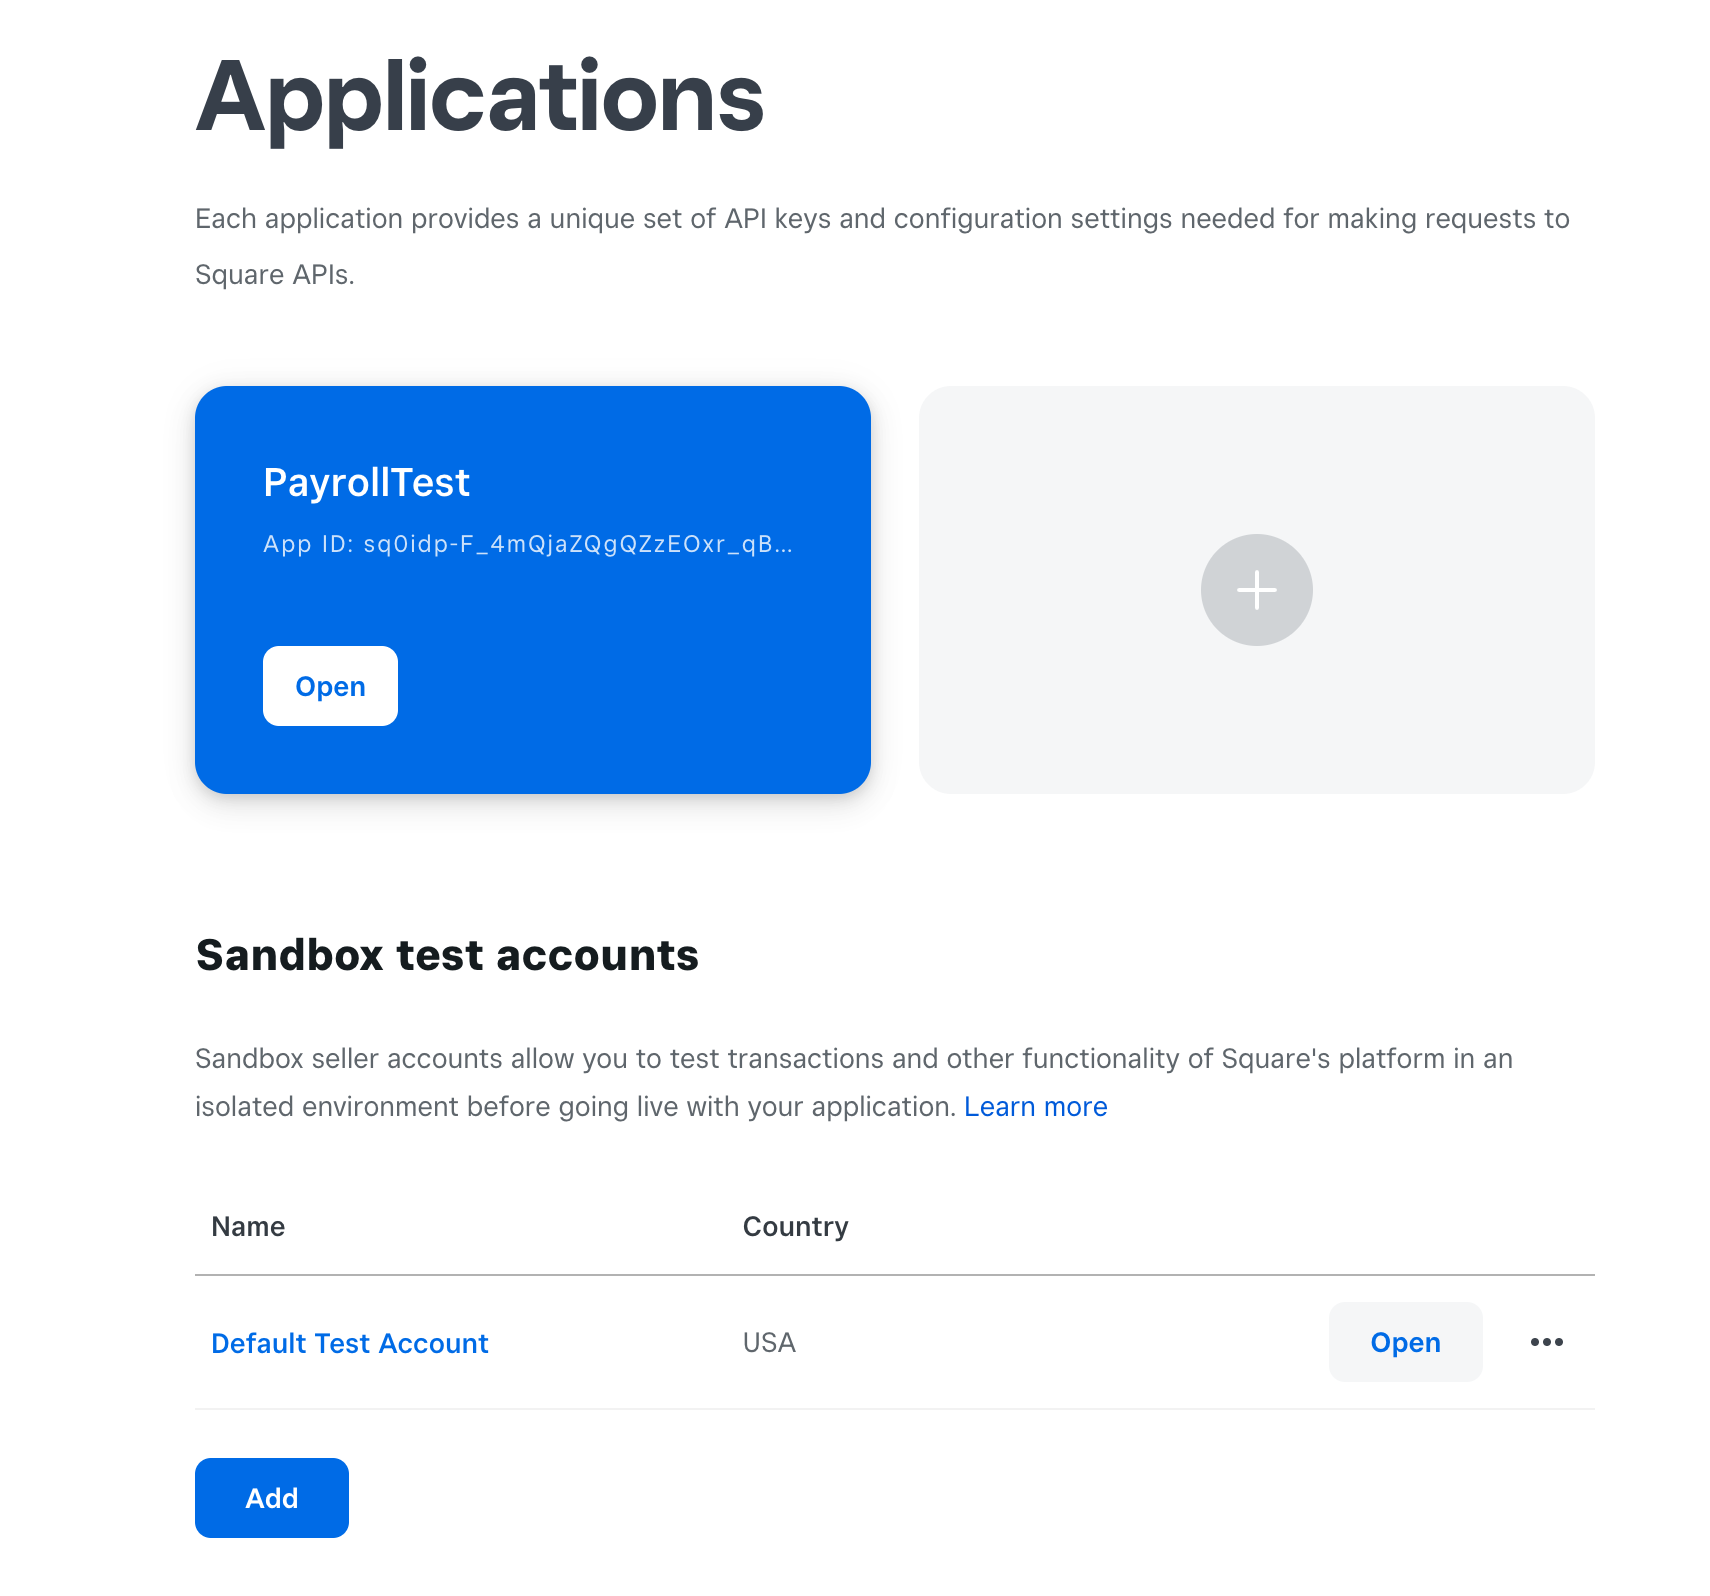 Applications
Each application provides a unique set of API keys and configuration settings needed for making requests to
Square APIs.
PayrollTest
App ID: sq0idp-F_4mQjaZQgQZzEOxr_qB...
Open
Sandbox test accounts
Sandbox seller accounts allow you to test transactions and other functionality of Square's platform in an
isolated environment before going live with your application. Learn more
Name Country
Default Test Account USA Open
Add